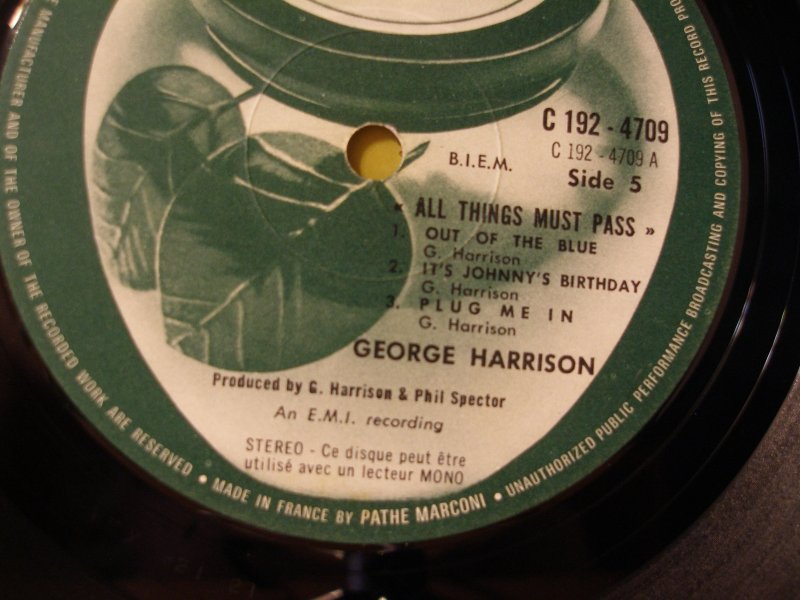 C 192 - 4709
C 192 - 4709 A
B.I.E.M.
Side 5
« ALL THINGS MUST PASS »
1. OUT OF THE BLUE
G. Harrison
2. IT'S JOHNNY'S BIRTHDAY
G. Harrison
3. PLUG ME IN
G. Harrison
GEORGE HARRISON
Produced by G. Harrison & Phil Spector
An E.M.I. recording
STEREO - Ce disque peut être
utilisé avec un lecteur MONO
MANUFACTURER AND OF THE OWNER OF THE RECORDED WORK ARE RESERVED • MADE IN FRANCE BY PATHE MARCONI • UNAUTHORIZED PUBLIC PERFORMANCE BROADCASTING AND COPYING OF THIS RECORD